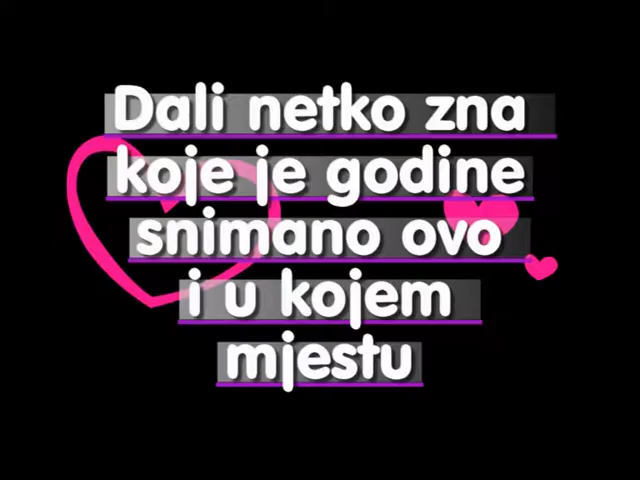 Dali netko zna
koje je godine
snimano ovo
i u kojem
mjestu